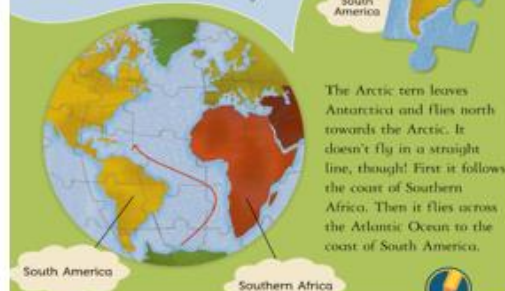 South
America
The Arctic tern leaves
Antarctica and flies north
towards the Arctic. It
doesn't fly in a straight
line, though! First it follows
the coast of Southern
Africa. Then it flies across
the Atlantic Ocean to the
coast of South America.
South America
Southern Africa